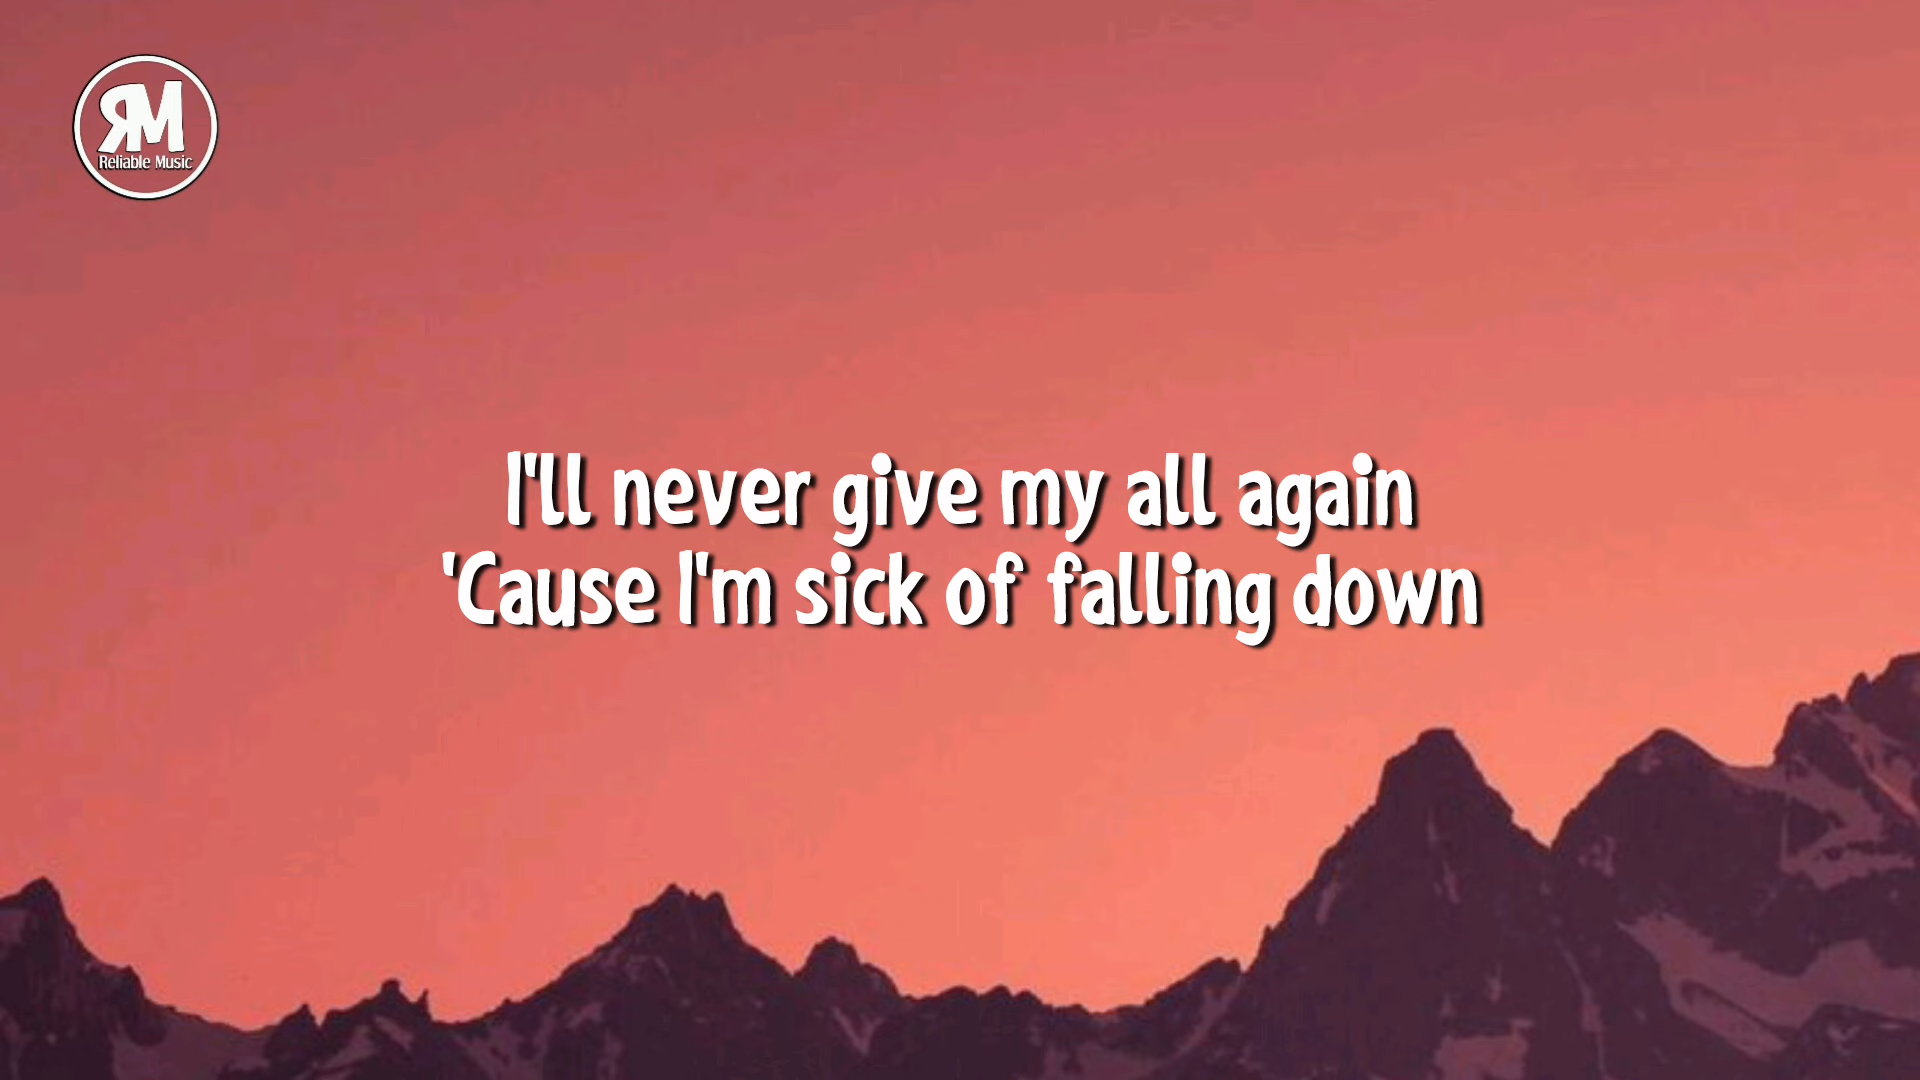 RM
Reliable Music
I'll never give my all again
'Cause I'm sick of falling down